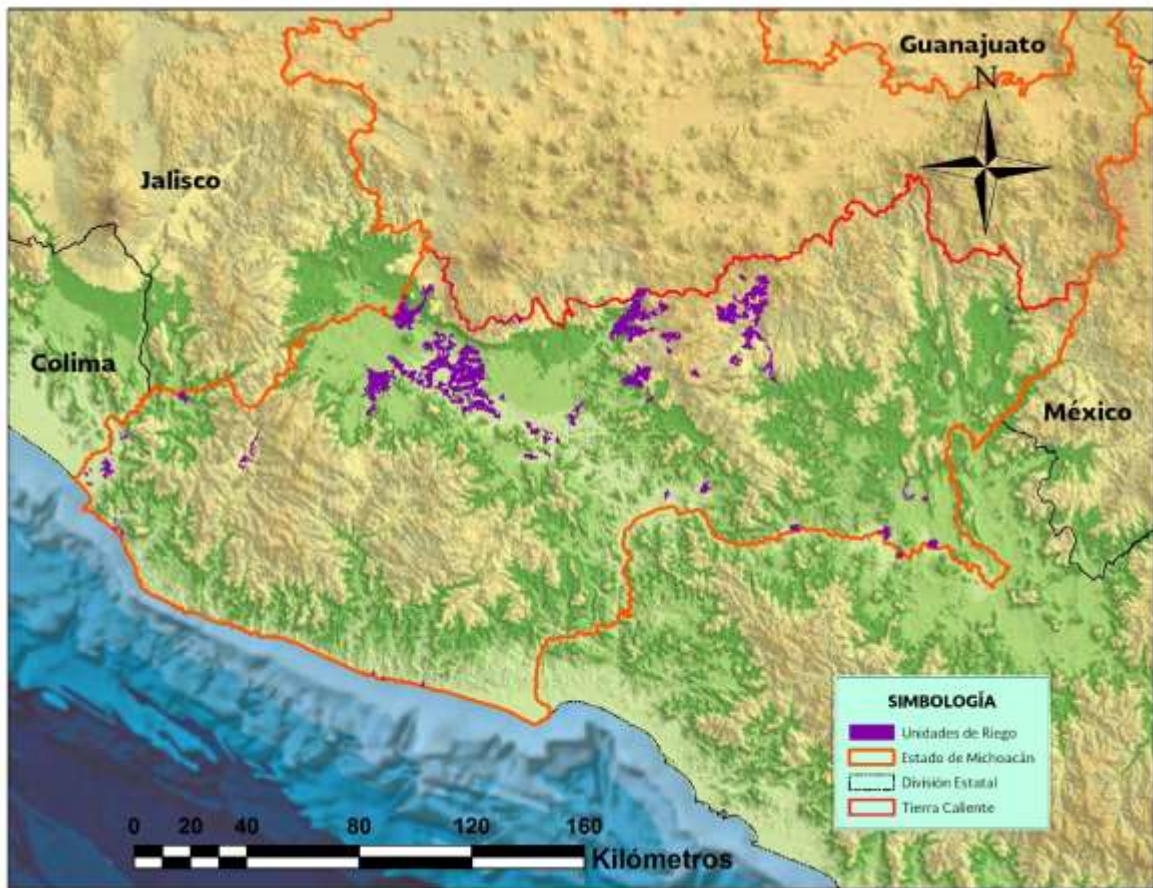 Guanajuato
N
Jalisco
Colima
México
SIMBOLOGÍA
Unidades de Riego
Estado de Michoacán
División Estatal
Tierra Caliente
0 20 40 80 120 160
Kilómetros